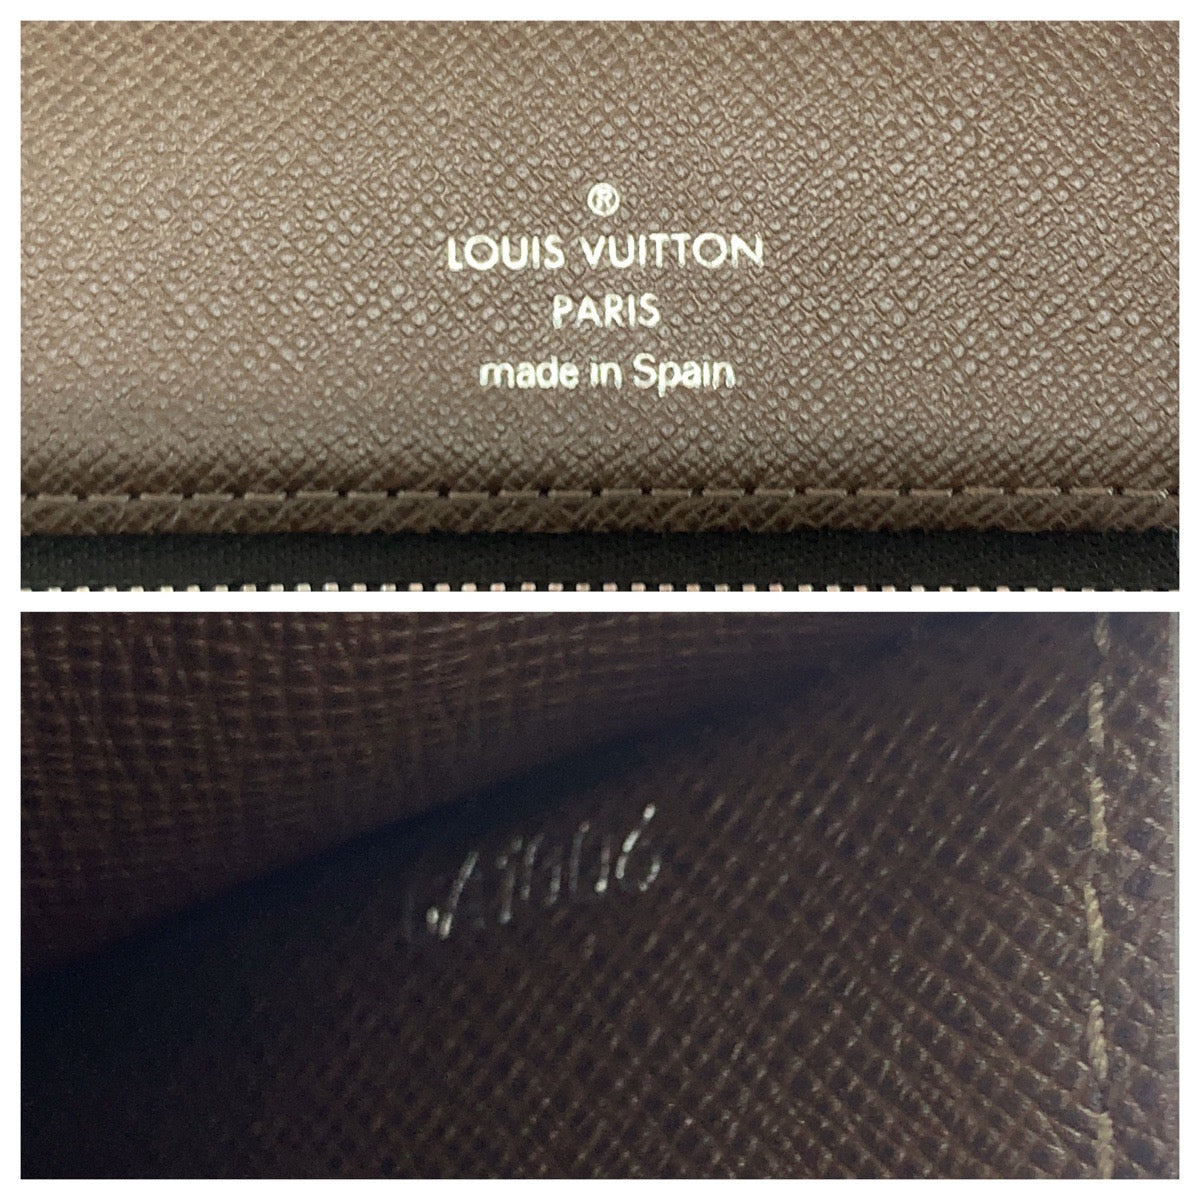 ®
LOUIS VUITTON
PARIS
made in Spain